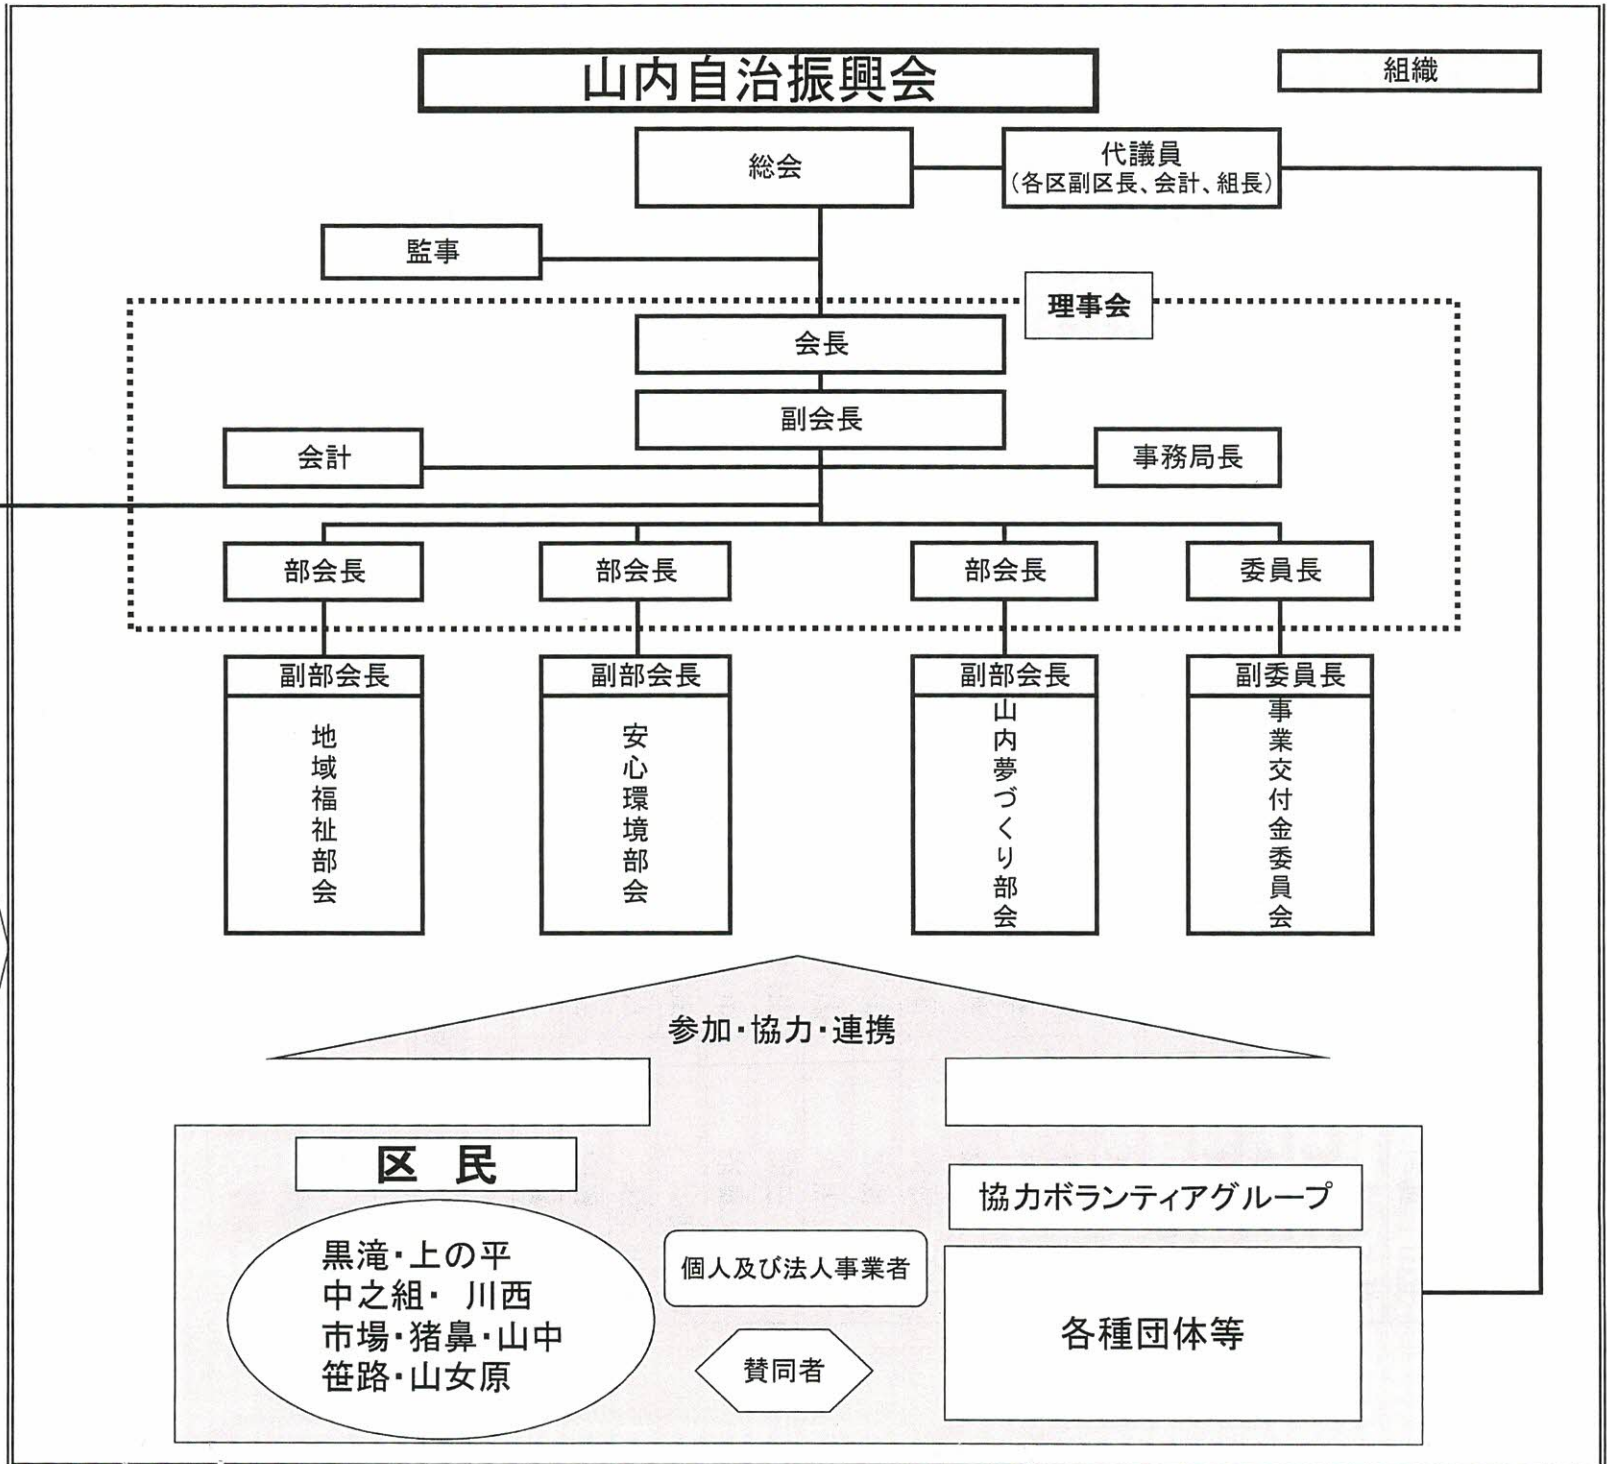 山内自治振興会
組織
総会
代議員
（各区副区長、会計、組長）
監事
理事会
会長
副会長
会計
事務局長
部会長
部会長
部会長
委員長
副部会長
副部会長
副部会長
副委員長
地域福祉部会
安心環境部会
山内夢づくり部会
事業交付金委員会
参加・協力・連携
区 民
協力ボランティアグループ
黒滝・上の平
中之組・ 川西
市場・猪鼻・山中
笹路・山女原
個人及び法人事業者
各種団体等
賛同者